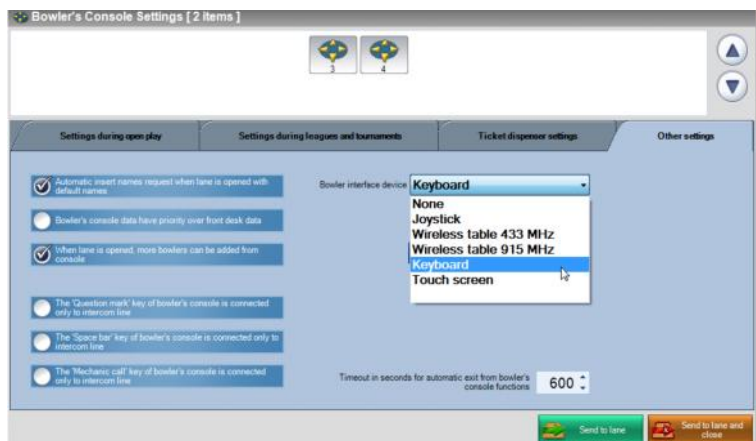 Bowler's Console Settings [ 2 items ]
3
4
Settings during open play
Settings during leagues and tournaments
Ticket dispenser settings
Other settings
Automatic insert names request when lane is opened with
default names
Bowler's console data have priority over front desk data
When lane is opened, more bowlers can be added from
console
The 'Question mark' key of bowler's console is connected
only to intercom line
The 'Space bar' key of bowler's console is connected only to
intercom line
The 'Mechanic call' key of bowler's console is connected
only to intercom line
Bowler interface device
Keyboard
None
Joystick
Wireless table 433 MHz
Wireless table 915 MHz
Keyboard
Touch screen
Timeout in seconds for automatic exit from bowler's
console functions
600
Send to lane
Send to lane and
close